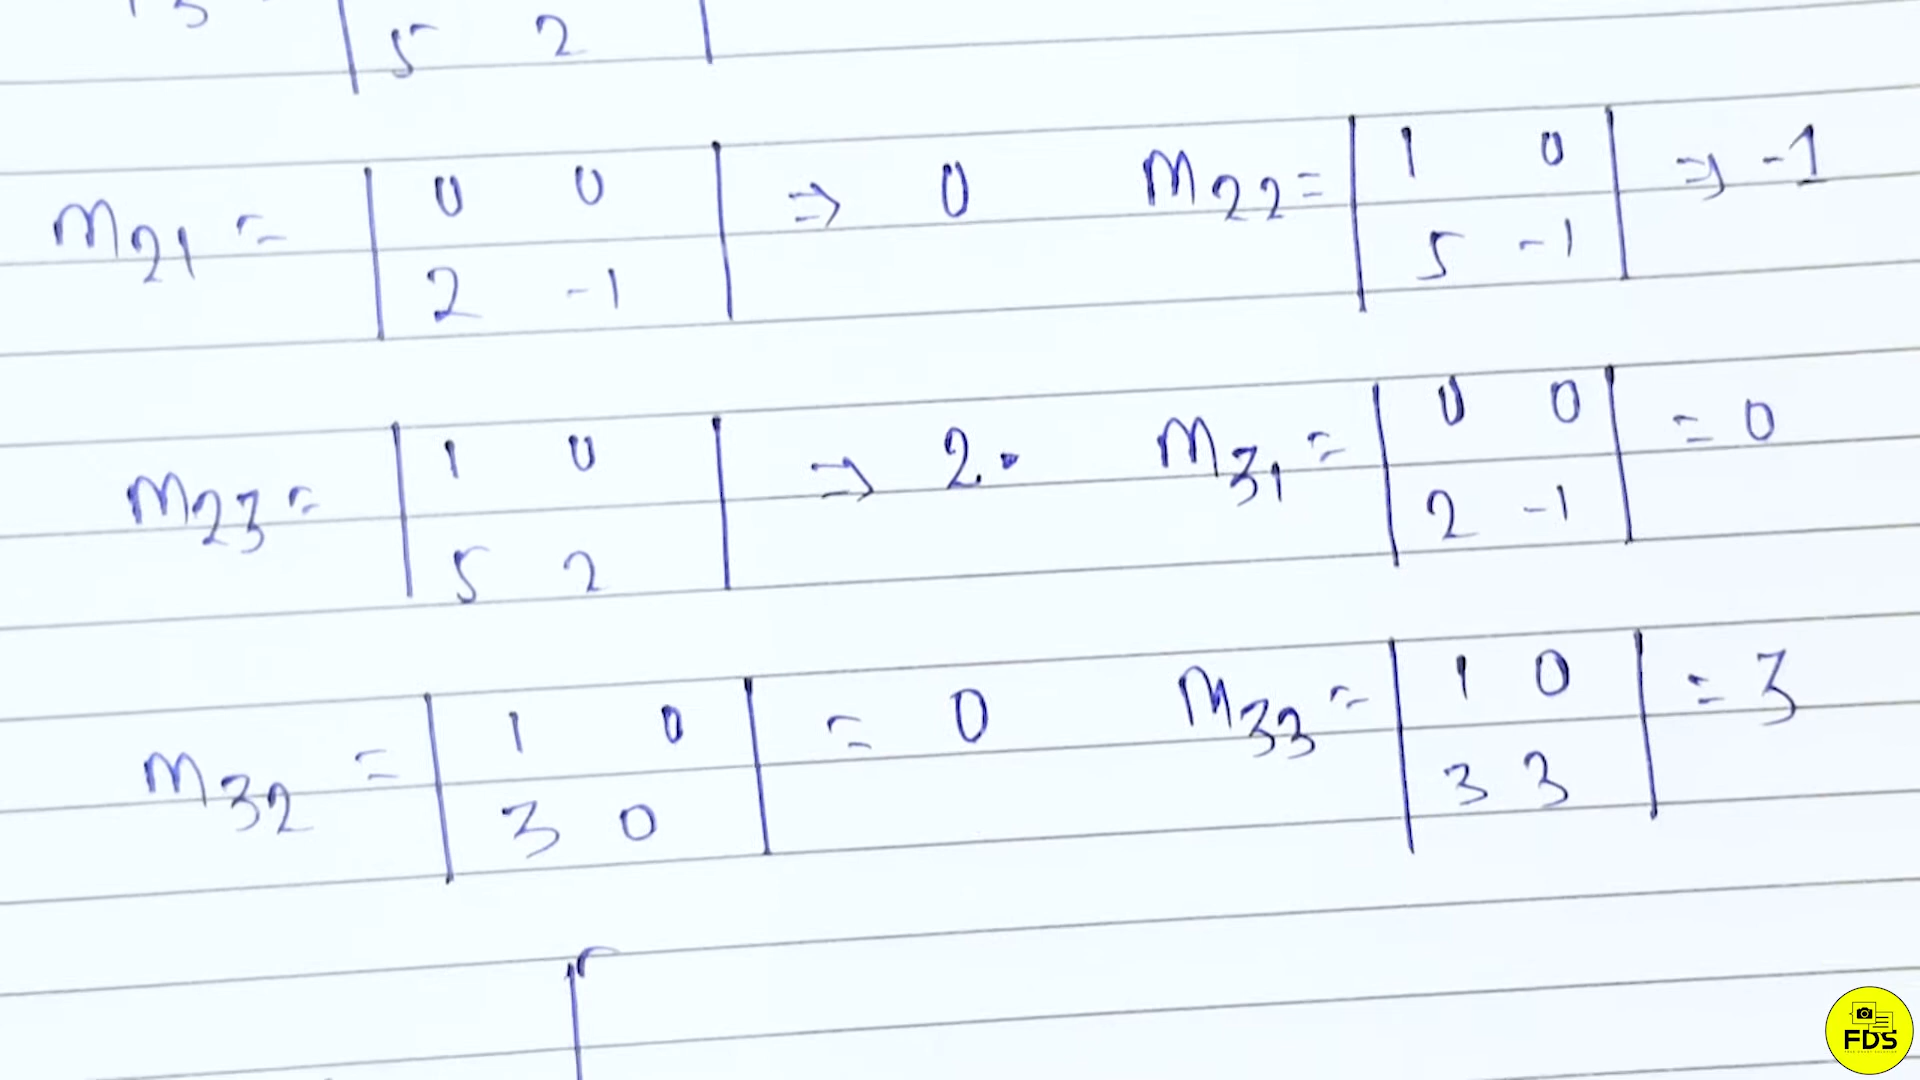 5 2
m21 = | 0 0 | ⇒ 0 m22 = | 1 0 | ⇒ -1
2 -1 5 -1
m23 = | 1 0 | ⇒ 2. m31 = | 0 0 | = 0
5 2 2 -1
m32 = | 1 0 | = 0 m33 = | 1 0 | = 3
3 0 3 3
FDS